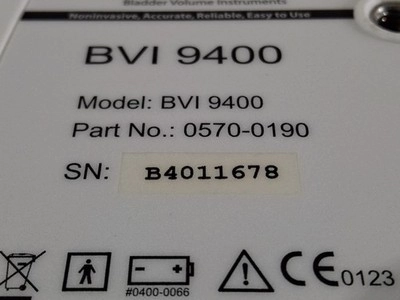 Bladder Volume Instruments
Noninvasive, Accurate, Reliable, Easy to Use
BVI 9400
Model: BVI 9400
Part No.: 0570-0190
SN: B4011678
#0400-0066
CE 0123